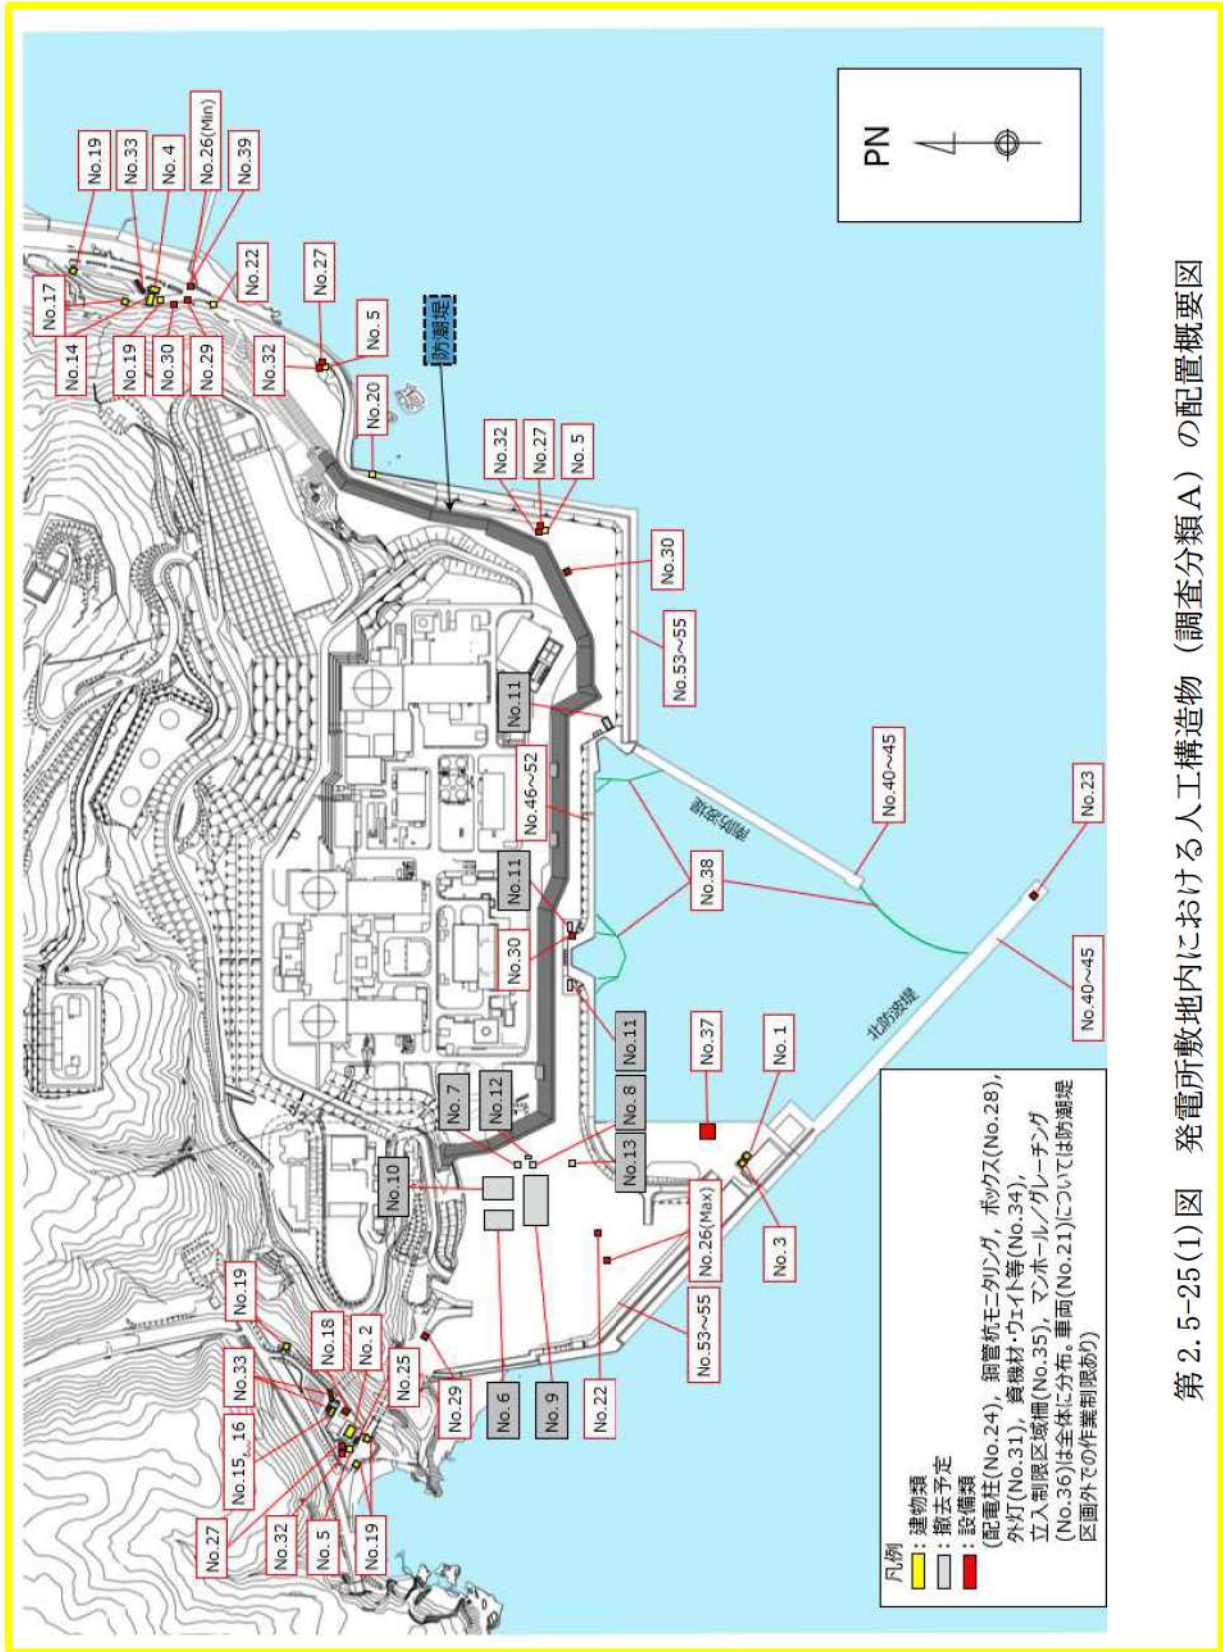 No.17
No.14
No.19
No.30
No.29
No.32
No.19
No.33
No. 4
No.26(Min)
No.39
No.22
No.27
No. 5
No.20
防潮堤
No.32
No.27
No. 5
No.30
No.53~55
No.11
No.46~52
No.11
No.30
No.38
南防波堤
No.40~45
No.23
北防波堤
No.40~45
No.11
No.37
No. 1
No. 7
No.12
No. 8
No.13
No.10
No.26(Max)
No. 3
No.53~55
No. 6
No. 9
No.22
No.29
No.19
No.33
No.18
No. 2
No.25
No.15, 16
No.27
No.32
No. 5
No.19
PN
凡例
:建物類
:撤去予定
:設備類
(配電柱(No.24),鋼管杭モニタリング,ボックス(No.28),
外灯(No.31),資機材・ウェイト等(No.34),
立入制限区域柵(No.35),マンホール/グレーチング
(No.36)は全体に分布。車両(No.21)については防潮堤
区画外での作業制限あり)
第2.5-25(1)図 発電所敷地内における人工構造物(調査分類A)の配置概要図